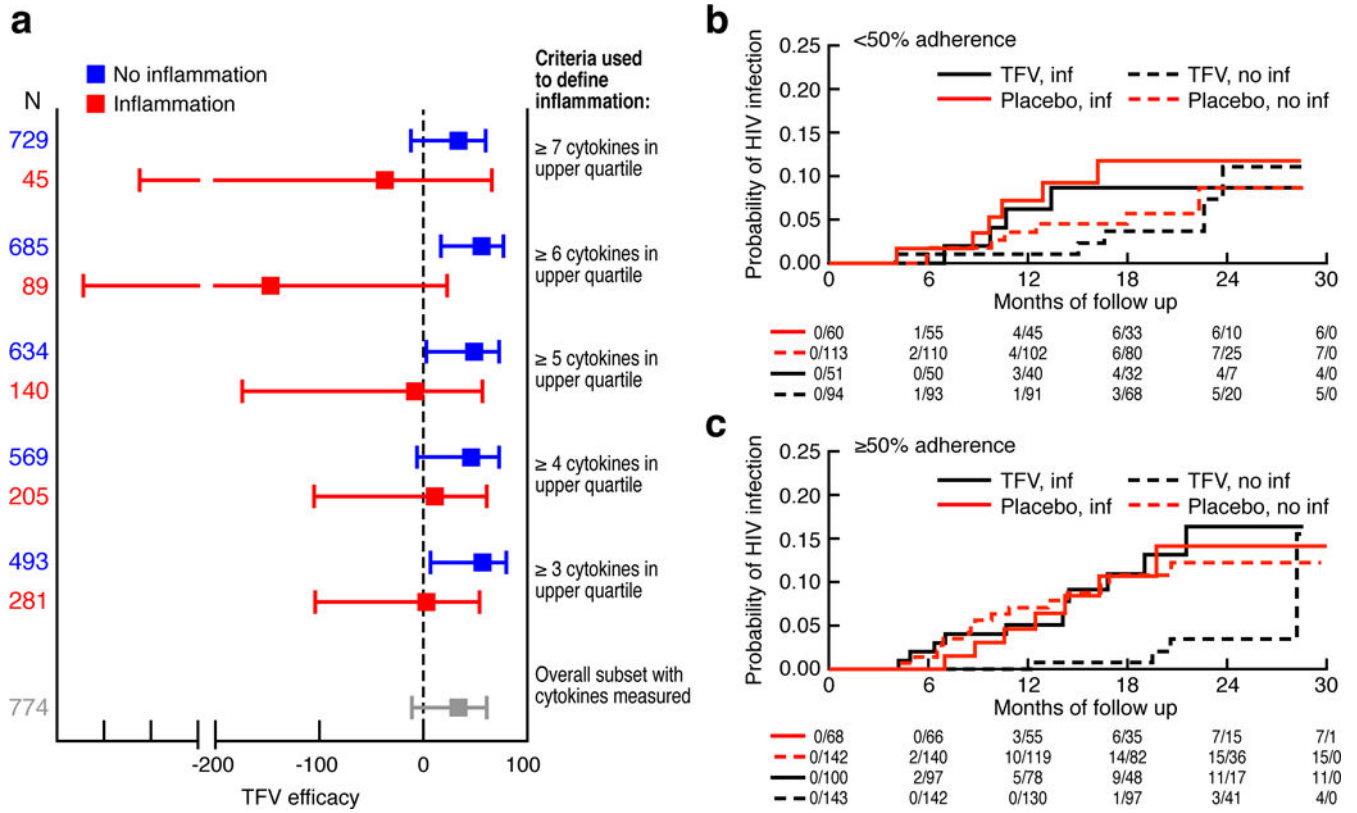 a
No inflammation
Inflammation
N
Criteria used
to define
inflammation:
729
45
≥ 7 cytokines in
upper quartile
685
89
≥ 6 cytokines in
upper quartile
634
140
≥ 5 cytokines in
upper quartile
569
205
≥ 4 cytokines in
upper quartile
493
281
≥ 3 cytokines in
upper quartile
774
Overall subset with
cytokines measured
-200 -100 0 100
TFV efficacy
b
<50% adherence
TFV, inf TFV, no inf
Placebo, inf Placebo, no inf
Probability of HIV infection
0.25
0.20
0.15
0.10
0.05
0.00
0 6 12 18 24 30
Months of follow up
0/60 1/55 4/45 6/33 6/10 6/0
0/113 2/110 4/102 6/80 7/25 7/0
0/51 0/50 3/40 4/32 4/7 4/0
0/94 1/93 1/91 3/68 5/20 5/0
c
≥50% adherence
TFV, inf TFV, no inf
Placebo, inf Placebo, no inf
Probability of HIV infection
0.25
0.20
0.15
0.10
0.05
0.00
0 6 12 18 24 30
Months of follow up
0/68 0/66 3/55 6/35 7/15 7/1
0/142 2/140 10/119 14/82 15/36 15/0
0/100 2/97 5/78 9/48 11/17 11/0
0/143 0/142 0/130 1/97 3/41 4/0